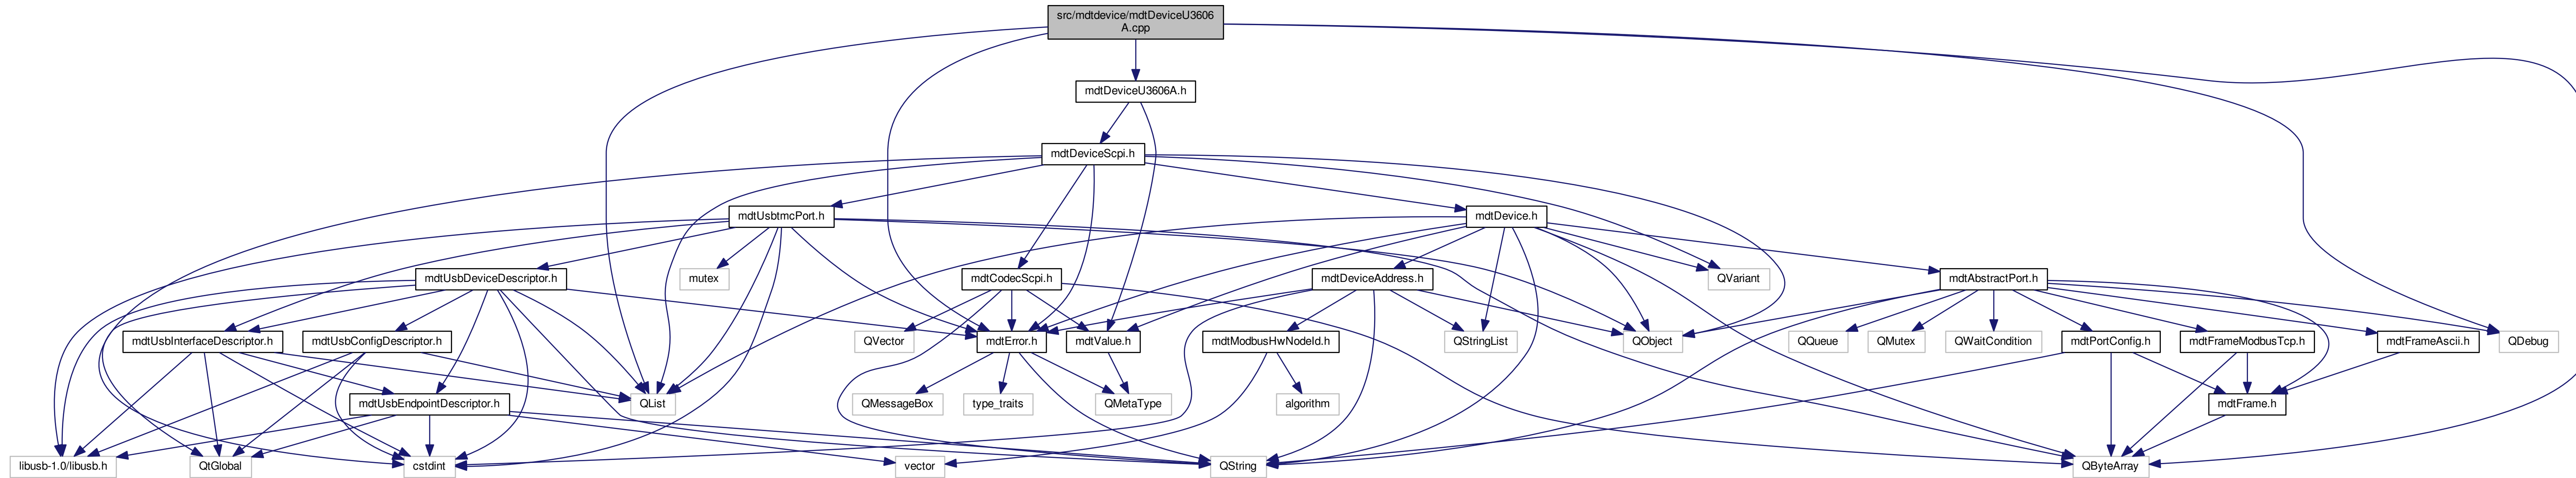 src/mdtdevice/mdtDeviceU3606
A.cpp
mdtDeviceU3606A.h
mdtDeviceScpi.h
mdtUsbtmcPort.h
mdtDevice.h
mdtUsbDeviceDescriptor.h
mutex
mdtCodecScpi.h
mdtDeviceAddress.h
QVariant
mdtAbstractPort.h
mdtUsbInterfaceDescriptor.h
mdtUsbConfigDescriptor.h
QVector
mdtError.h
mdtValue.h
mdtModbusHwNodeId.h
QStringList
QObject
QQueue
QMutex
QWaitCondition
mdtPortConfig.h
mdtFrameModbusTcp.h
mdtFrameAscii.h
QDebug
mdtUsbEndpointDescriptor.h
QList
QMessageBox
type_traits
QMetaType
algorithm
mdtFrame.h
libusb-1.0/libusb.h
QtGlobal
cstdint
vector
QString
QByteArray